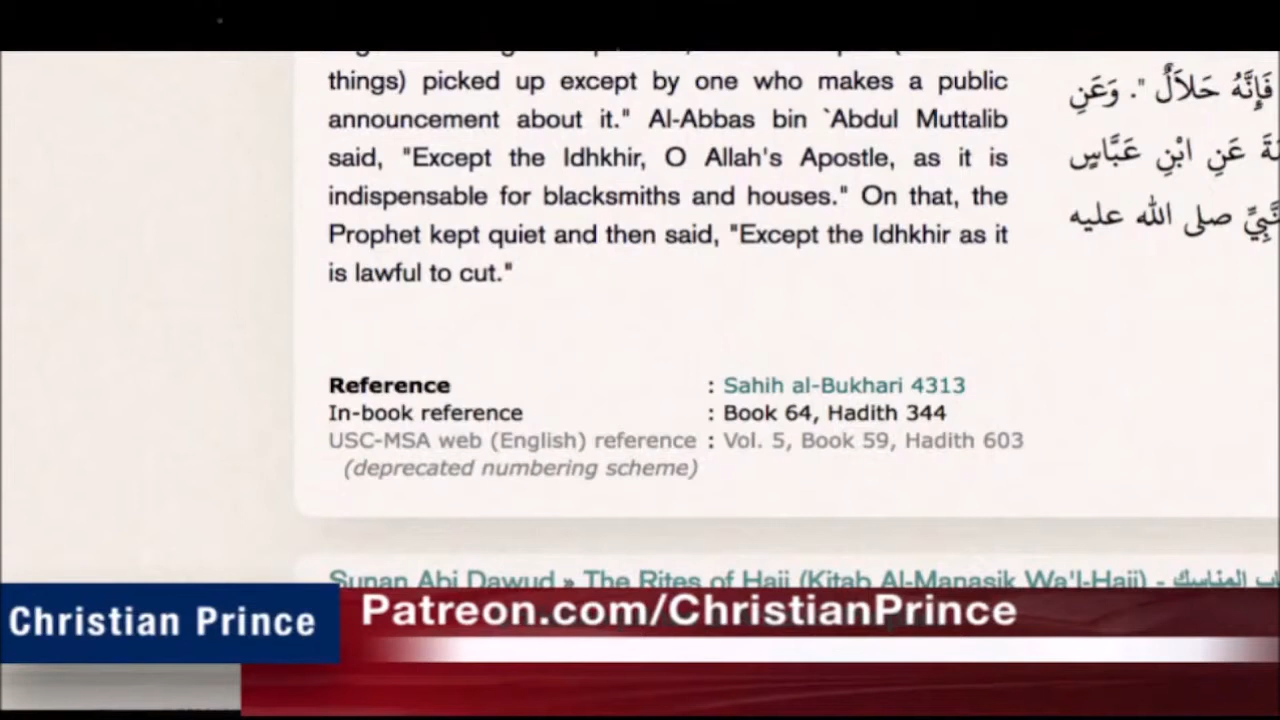 things) picked up except by one who makes a public
announcement about it." Al-Abbas bin `Abdul Muttalib
said, "Except the Idhkhir, O Allah's Apostle, as it is
indispensable for blacksmiths and houses." On that, the
Prophet kept quiet and then said, "Except the Idhkhir as it
is lawful to cut."
فَإِنَّهُ حَلاَلٌ ". وَعَنِ
عَنِ ابْنِ عَبَّاسٍ
صلى الله عليه
Reference : Sahih al-Bukhari 4313
In-book reference : Book 64, Hadith 344
USC-MSA web (English) reference : Vol. 5, Book 59, Hadith 603
(deprecated numbering scheme)
Sunan Abi Dawud » The Rites of Hajj (Kitab Al-Manasik Wa'l-Hajj) - المناسك
Christian Prince
Patreon.com/ChristianPrince